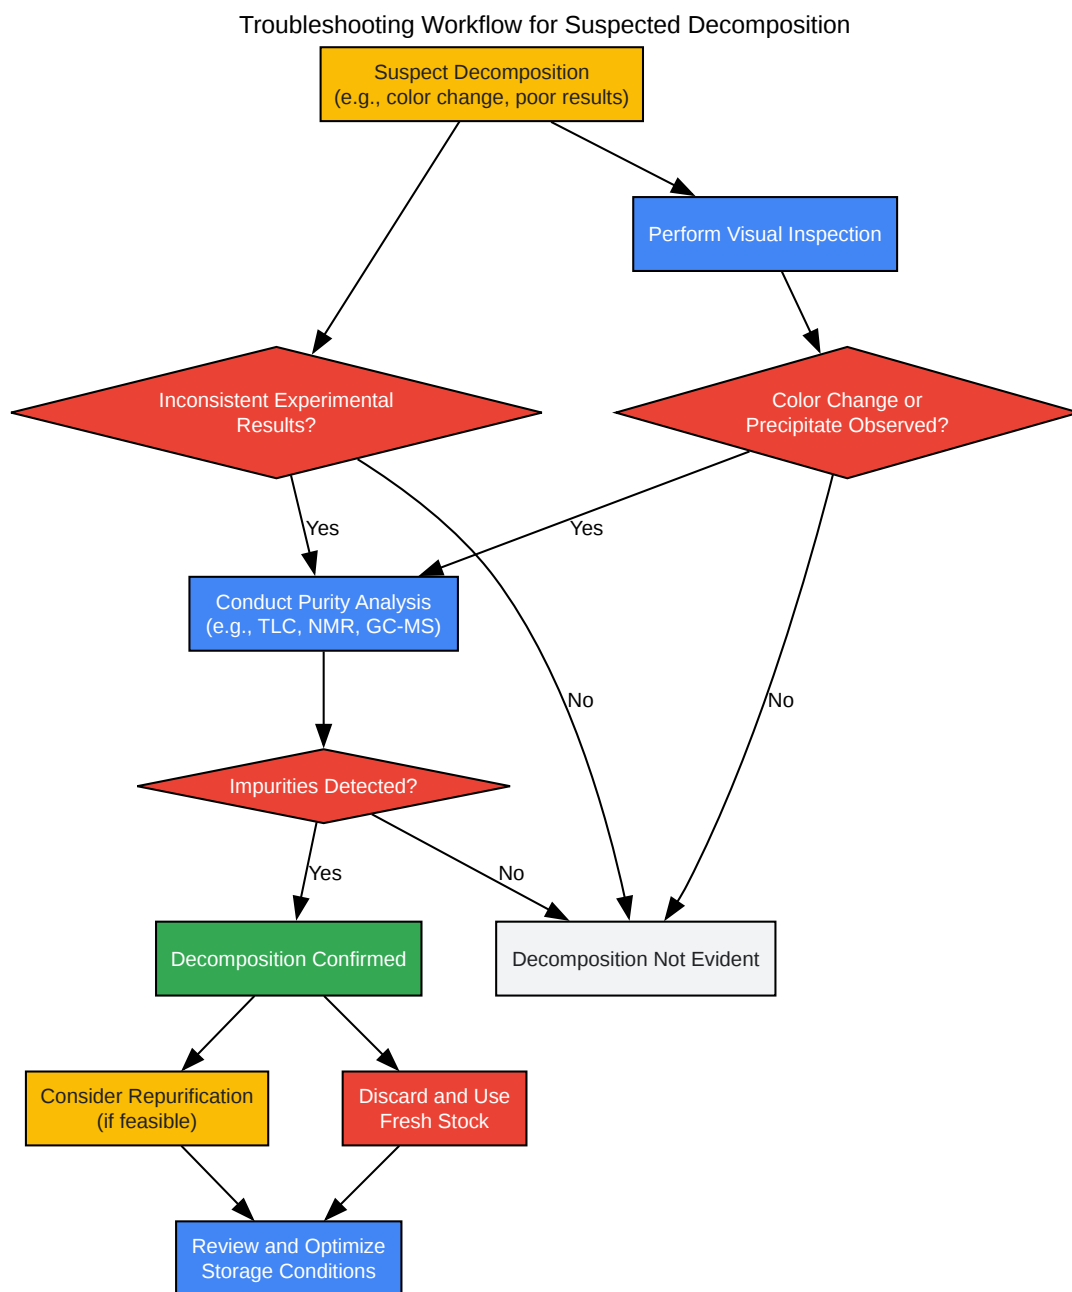 Troubleshooting Workflow for Suspected Decomposition
Suspect Decomposition
(e.g., color change, poor results)
Perform Visual Inspection
Inconsistent Experimental
Results?
Color Change or
Precipitate Observed?
Yes
Yes
Conduct Purity Analysis
(e.g., TLC, NMR, GC-MS)
No
No
Impurities Detected?
Yes
No
Decomposition Confirmed
Decomposition Not Evident
Consider Repurification
(if feasible)
Discard and Use
Fresh Stock
Review and Optimize
Storage Conditions